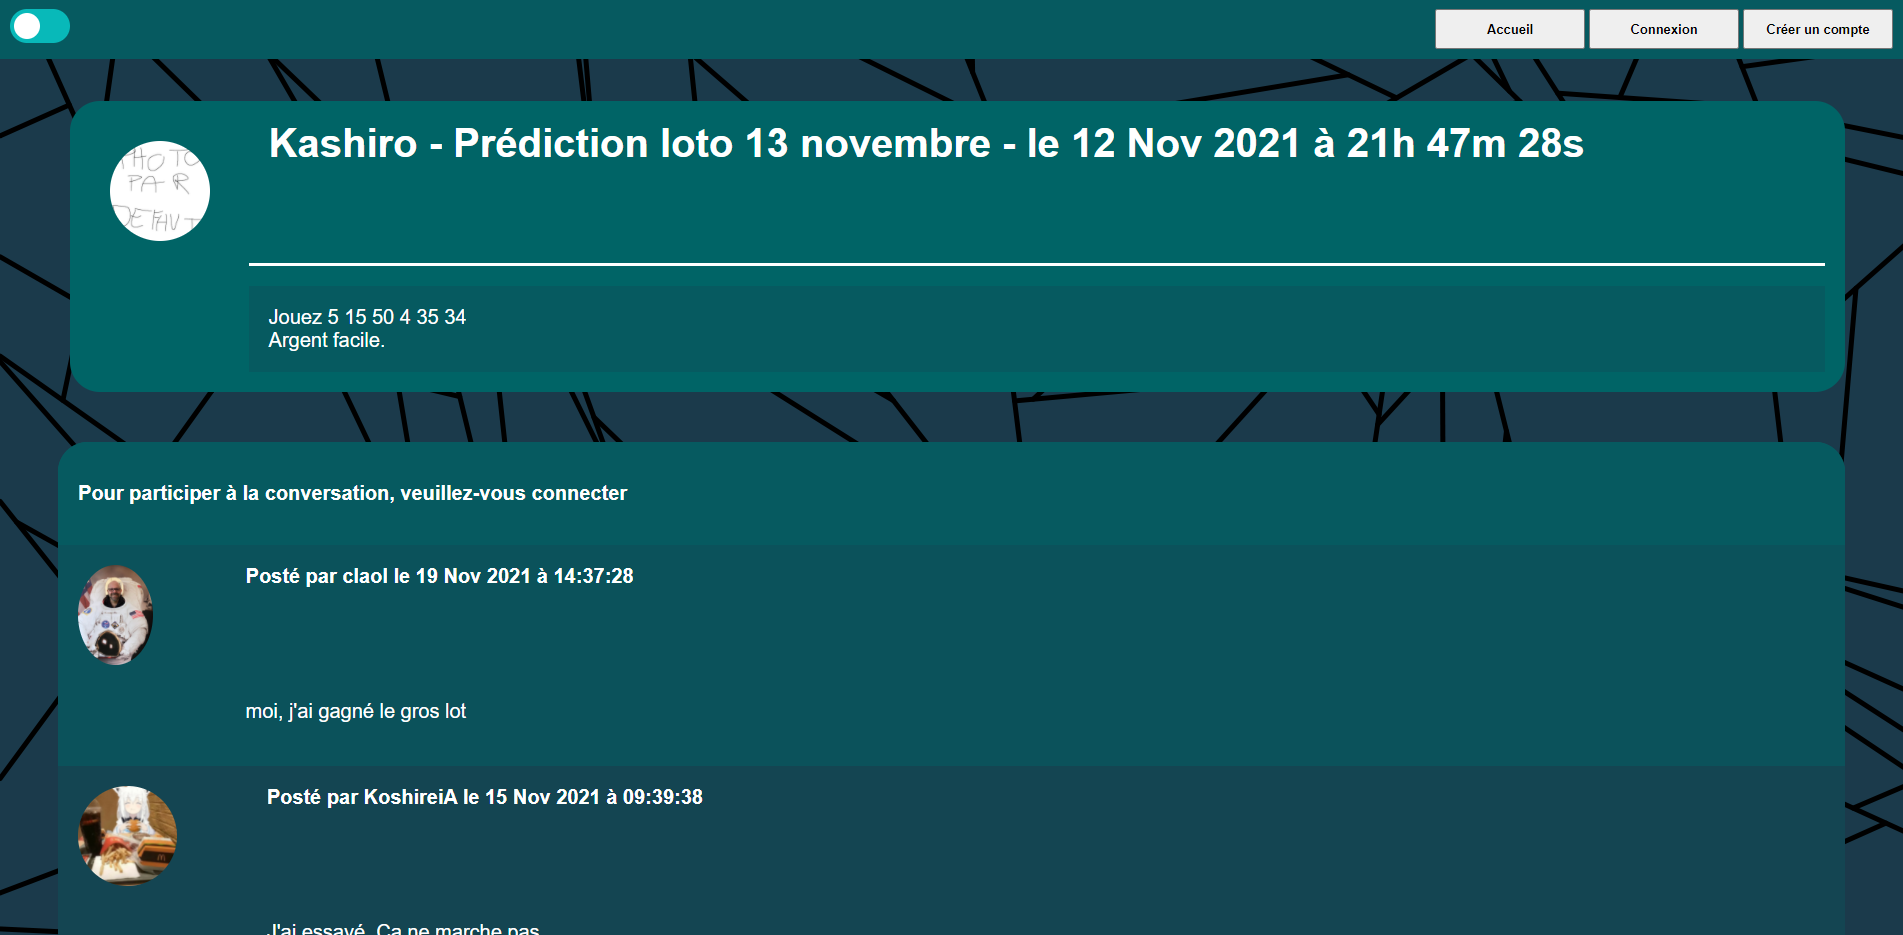 Accueil
Connexion
Créer un compte
Kashiro - Prédiction loto 13 novembre - le 12 Nov 2021 à 21h 47m 28s
PHOTO
PAR
DEFAUT
Jouez 5 15 50 4 35 34
Argent facile.
Pour participer à la conversation, veuillez-vous connecter
Posté par claol le 19 Nov 2021 à 14:37:28
moi, j'ai gagné le gros lot
Posté par KoshireiA le 15 Nov 2021 à 09:39:38
J'ai essayé. Ça ne marche pas